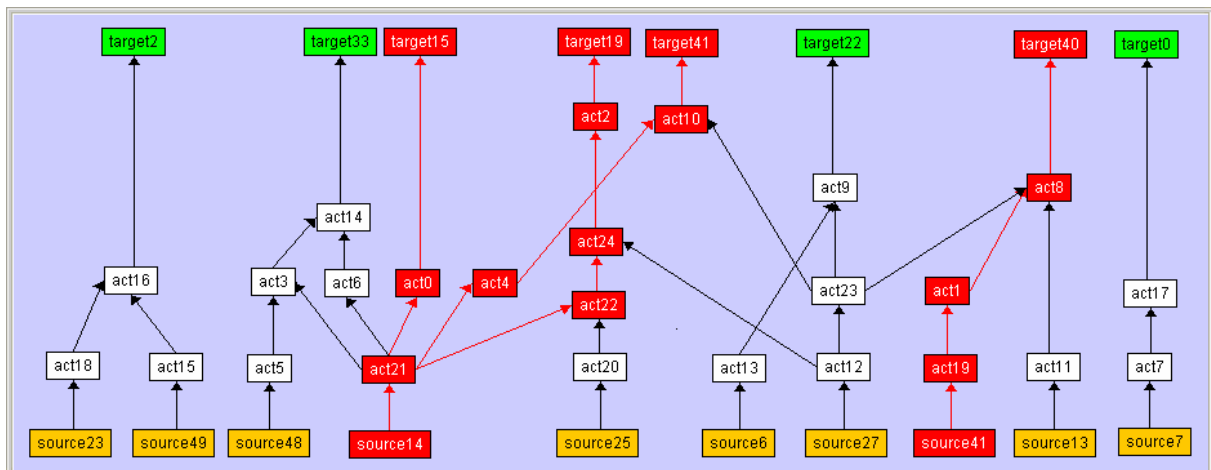 target2
target33
target15
target19
target41
target22
target40
target0
act2
act10
act9
act8
act14
act24
act16
act3
act6
act0
act4
act22
act23
act1
act17
act18
act15
act5
act21
act20
act13
act12
act19
act11
act7
source23
source49
source48
source14
source25
source6
source27
source41
source13
source7